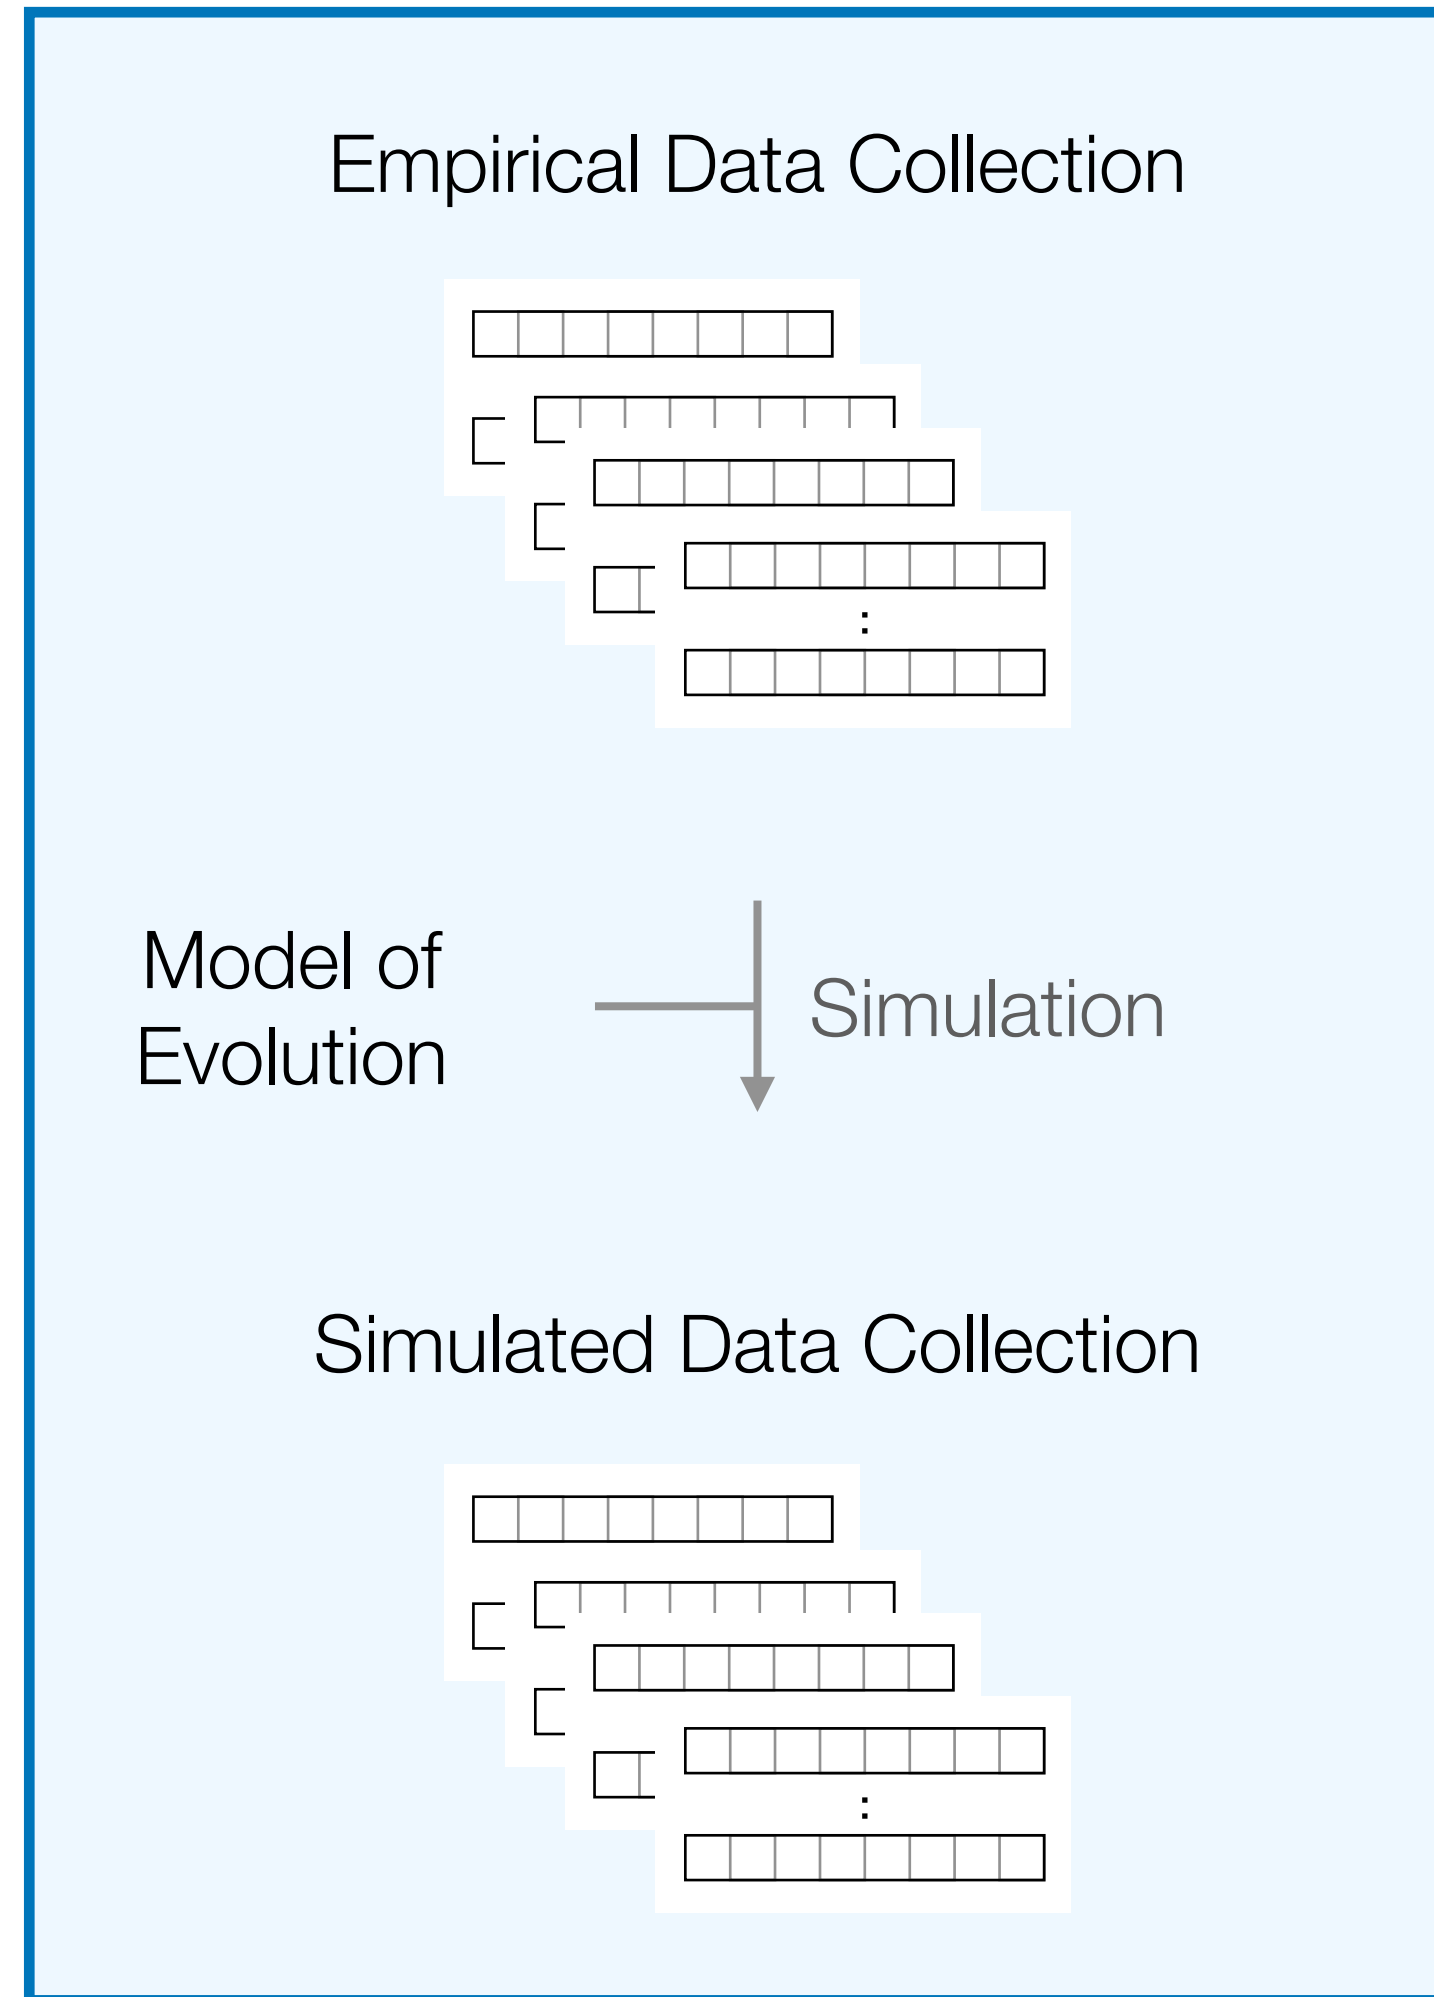 Empirical Data Collection
:
Model of
Evolution
Simulation
Simulated Data Collection
: